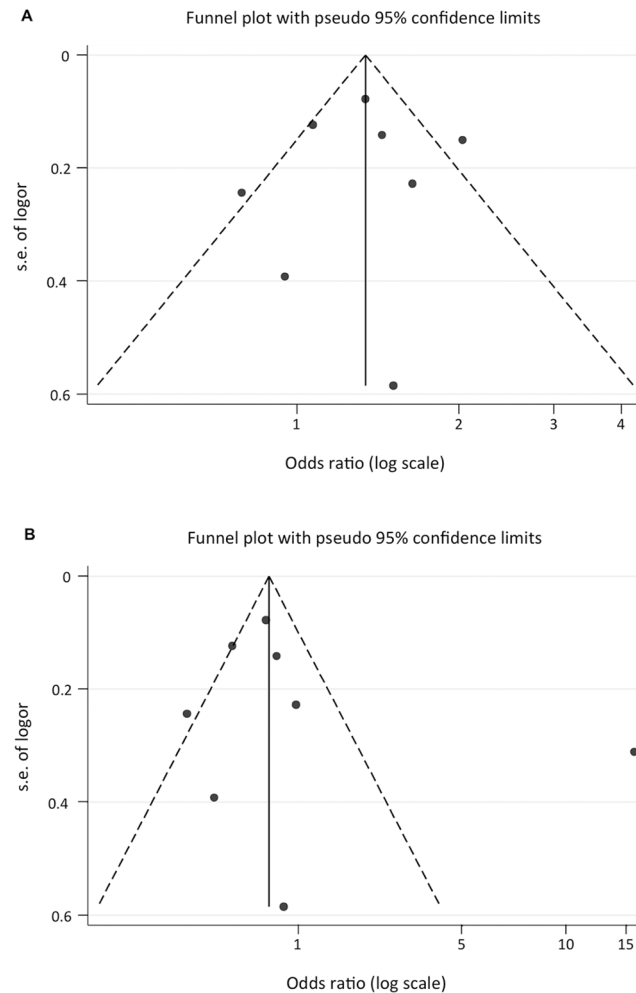 A
Funnel plot with pseudo 95% confidence limits
0
0.2
0.4
0.6
s.e. of logor
1 2 3 4
Odds ratio (log scale)
B
Funnel plot with pseudo 95% confidence limits
0
0.2
0.4
0.6
s.e. of logor
1 5 10 15
Odds ratio (log scale)